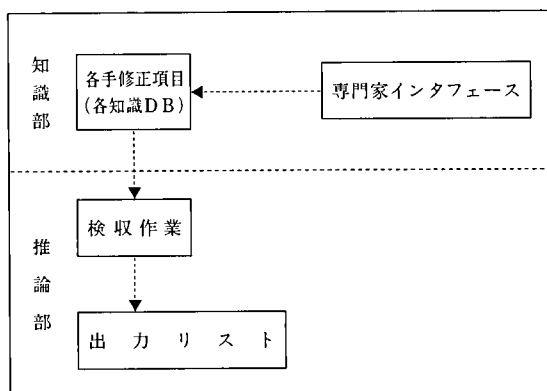 知識部
各手修正項目
(各知識DB)
専門家インタフェース
推論部
検収作業
出力リスト